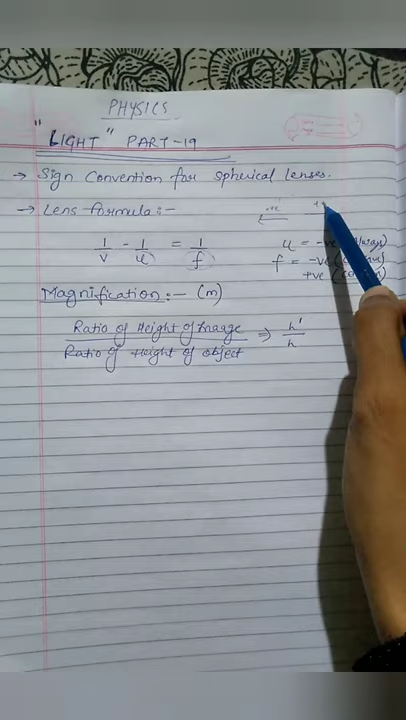 PHYSICS
"LIGHT" PART-19
→ Sign Convention for Spherical Lenses.
→ Lens formula:-
1/v - 1/u = 1/f
u = -ve
f = -ve
+ve
Magnification:- (m)
Ratio of Height of Image / Ratio of Height of object ⇒ h'/h